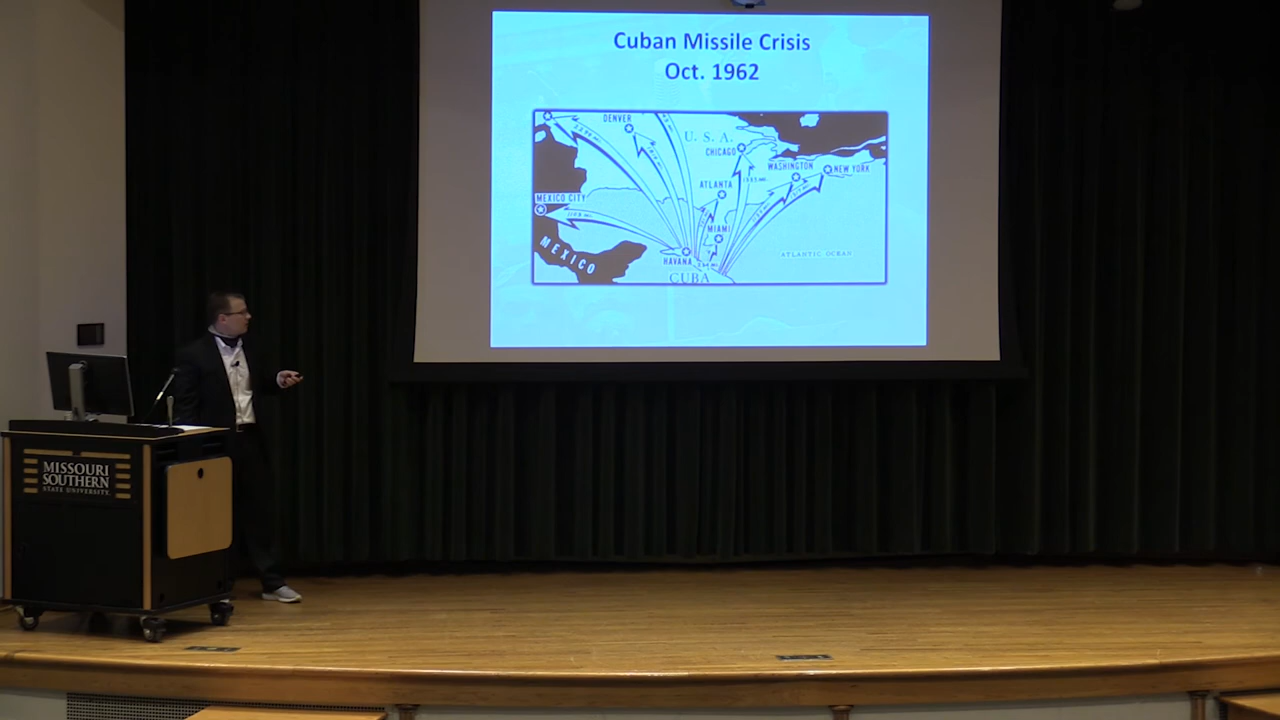 Cuban Missile Crisis
Oct. 1962
DENVER
U. S. A.
CHICAGO
WASHINGTON
NEW YORK
ATLANTA
MEXICO CITY
MIAMI
MEXICO
HAVANA
ATLANTIC OCEAN
CUBA
MISSOURI
SOUTHERN
STATE UNIVERSITY